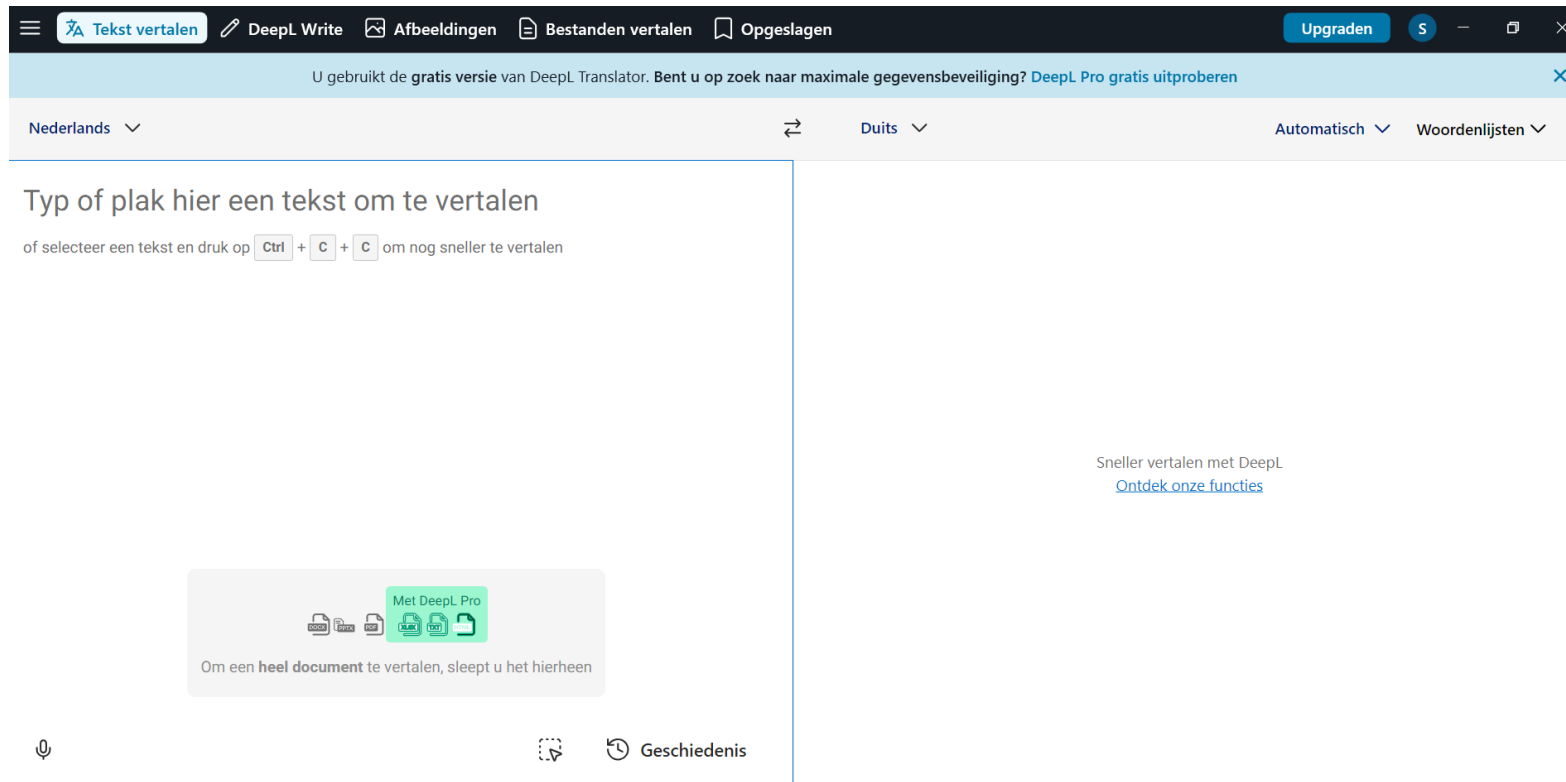 Tekst vertalen DeepL Write Afbeeldingen Bestanden vertalen Opgeslagen Upgraden S
U gebruikt de gratis versie van DeepL Translator. Bent u op zoek naar maximale gegevensbeveiliging? DeepL Pro gratis uitproberen
Nederlands Duits Automatisch Woordenlijsten
Typ of plak hier een tekst om te vertalen
of selecteer een tekst en druk op Ctrl + C + C om nog sneller te vertalen
Sneller vertalen met DeepL
Ontdek onze functies
Met DeepL Pro
DOCX PPTX PDF XLSX TXT
Om een heel document te vertalen, sleept u het hierheen
Geschiedenis